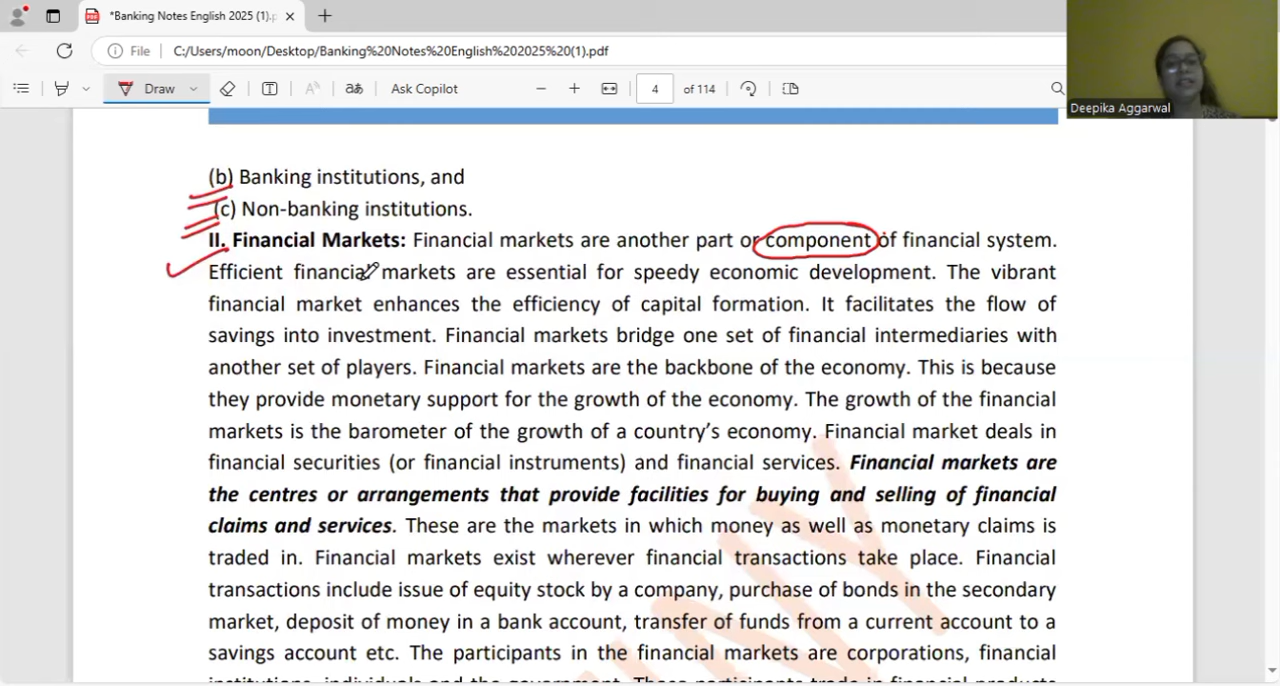 *Banking Notes English 2025 (1).p
File C:/Users/moon/Desktop/Banking%20Notes%20English%202025%20(1).pdf
Draw aあ Ask Copilot 4 of 114
Deepika Aggarwal
(b) Banking institutions, and
(c) Non-banking institutions.
II. Financial Markets: Financial markets are another part or component of financial system.
Efficient financial markets are essential for speedy economic development. The vibrant
financial market enhances the efficiency of capital formation. It facilitates the flow of
savings into investment. Financial markets bridge one set of financial intermediaries with
another set of players. Financial markets are the backbone of the economy. This is because
they provide monetary support for the growth of the economy. The growth of the financial
markets is the barometer of the growth of a country's economy. Financial market deals in
financial securities (or financial instruments) and financial services. Financial markets are
the centres or arrangements that provide facilities for buying and selling of financial
claims and services. These are the markets in which money as well as monetary claims is
traded in. Financial markets exist wherever financial transactions take place. Financial
transactions include issue of equity stock by a company, purchase of bonds in the secondary
market, deposit of money in a bank account, transfer of funds from a current account to a
savings account etc. The participants in the financial markets are corporations, financial